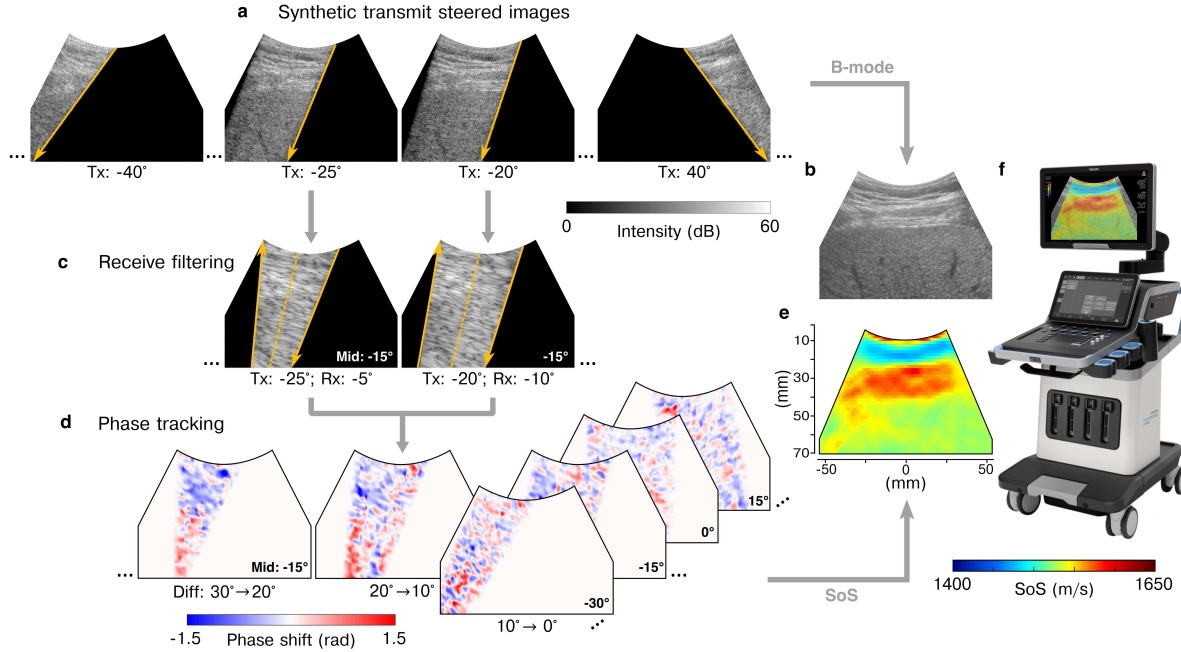 a Synthetic transmit steered images
... Tx: -40° ... Tx: -25° Tx: -20° Tx: 40° ...
B-mode
b
f
0 Intensity (dB) 60
c Receive filtering
... Mid: -15° -15° ...
Tx: -25°; Rx: -5° Tx: -20°; Rx: -10°
d Phase tracking
... Mid: -15° -30° -15° 0° 15° ... ...
Diff: 30°→20° 20°→10° 10°→ 0° ...
-1.5 Phase shift (rad) 1.5
e
(mm)
10
30
50
70
-50 0 50
(mm)
SoS
1400 SoS (m/s) 1650